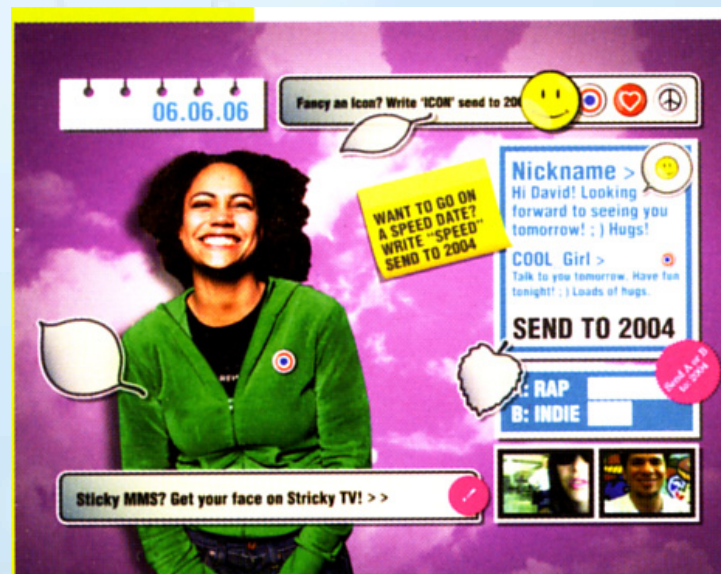 06.06.06
Fancy an Icon? Write "ICON" send to 200
WANT TO GO ON
A SPEED DATE?
WRITE "SPEED"
SEND TO 2004
Nickname >
Hi David! Looking
forward to seeing you
tomorrow! ; ) Hugs!
COOL Girl >
Talk to you tomorrow. Have fun
tonight! ; ) Loads of hugs.
SEND TO 2004
Send A or B
to: 2004
: RAP
B: INDIE
Sticky MMS? Get your face on Stricky TV! > >